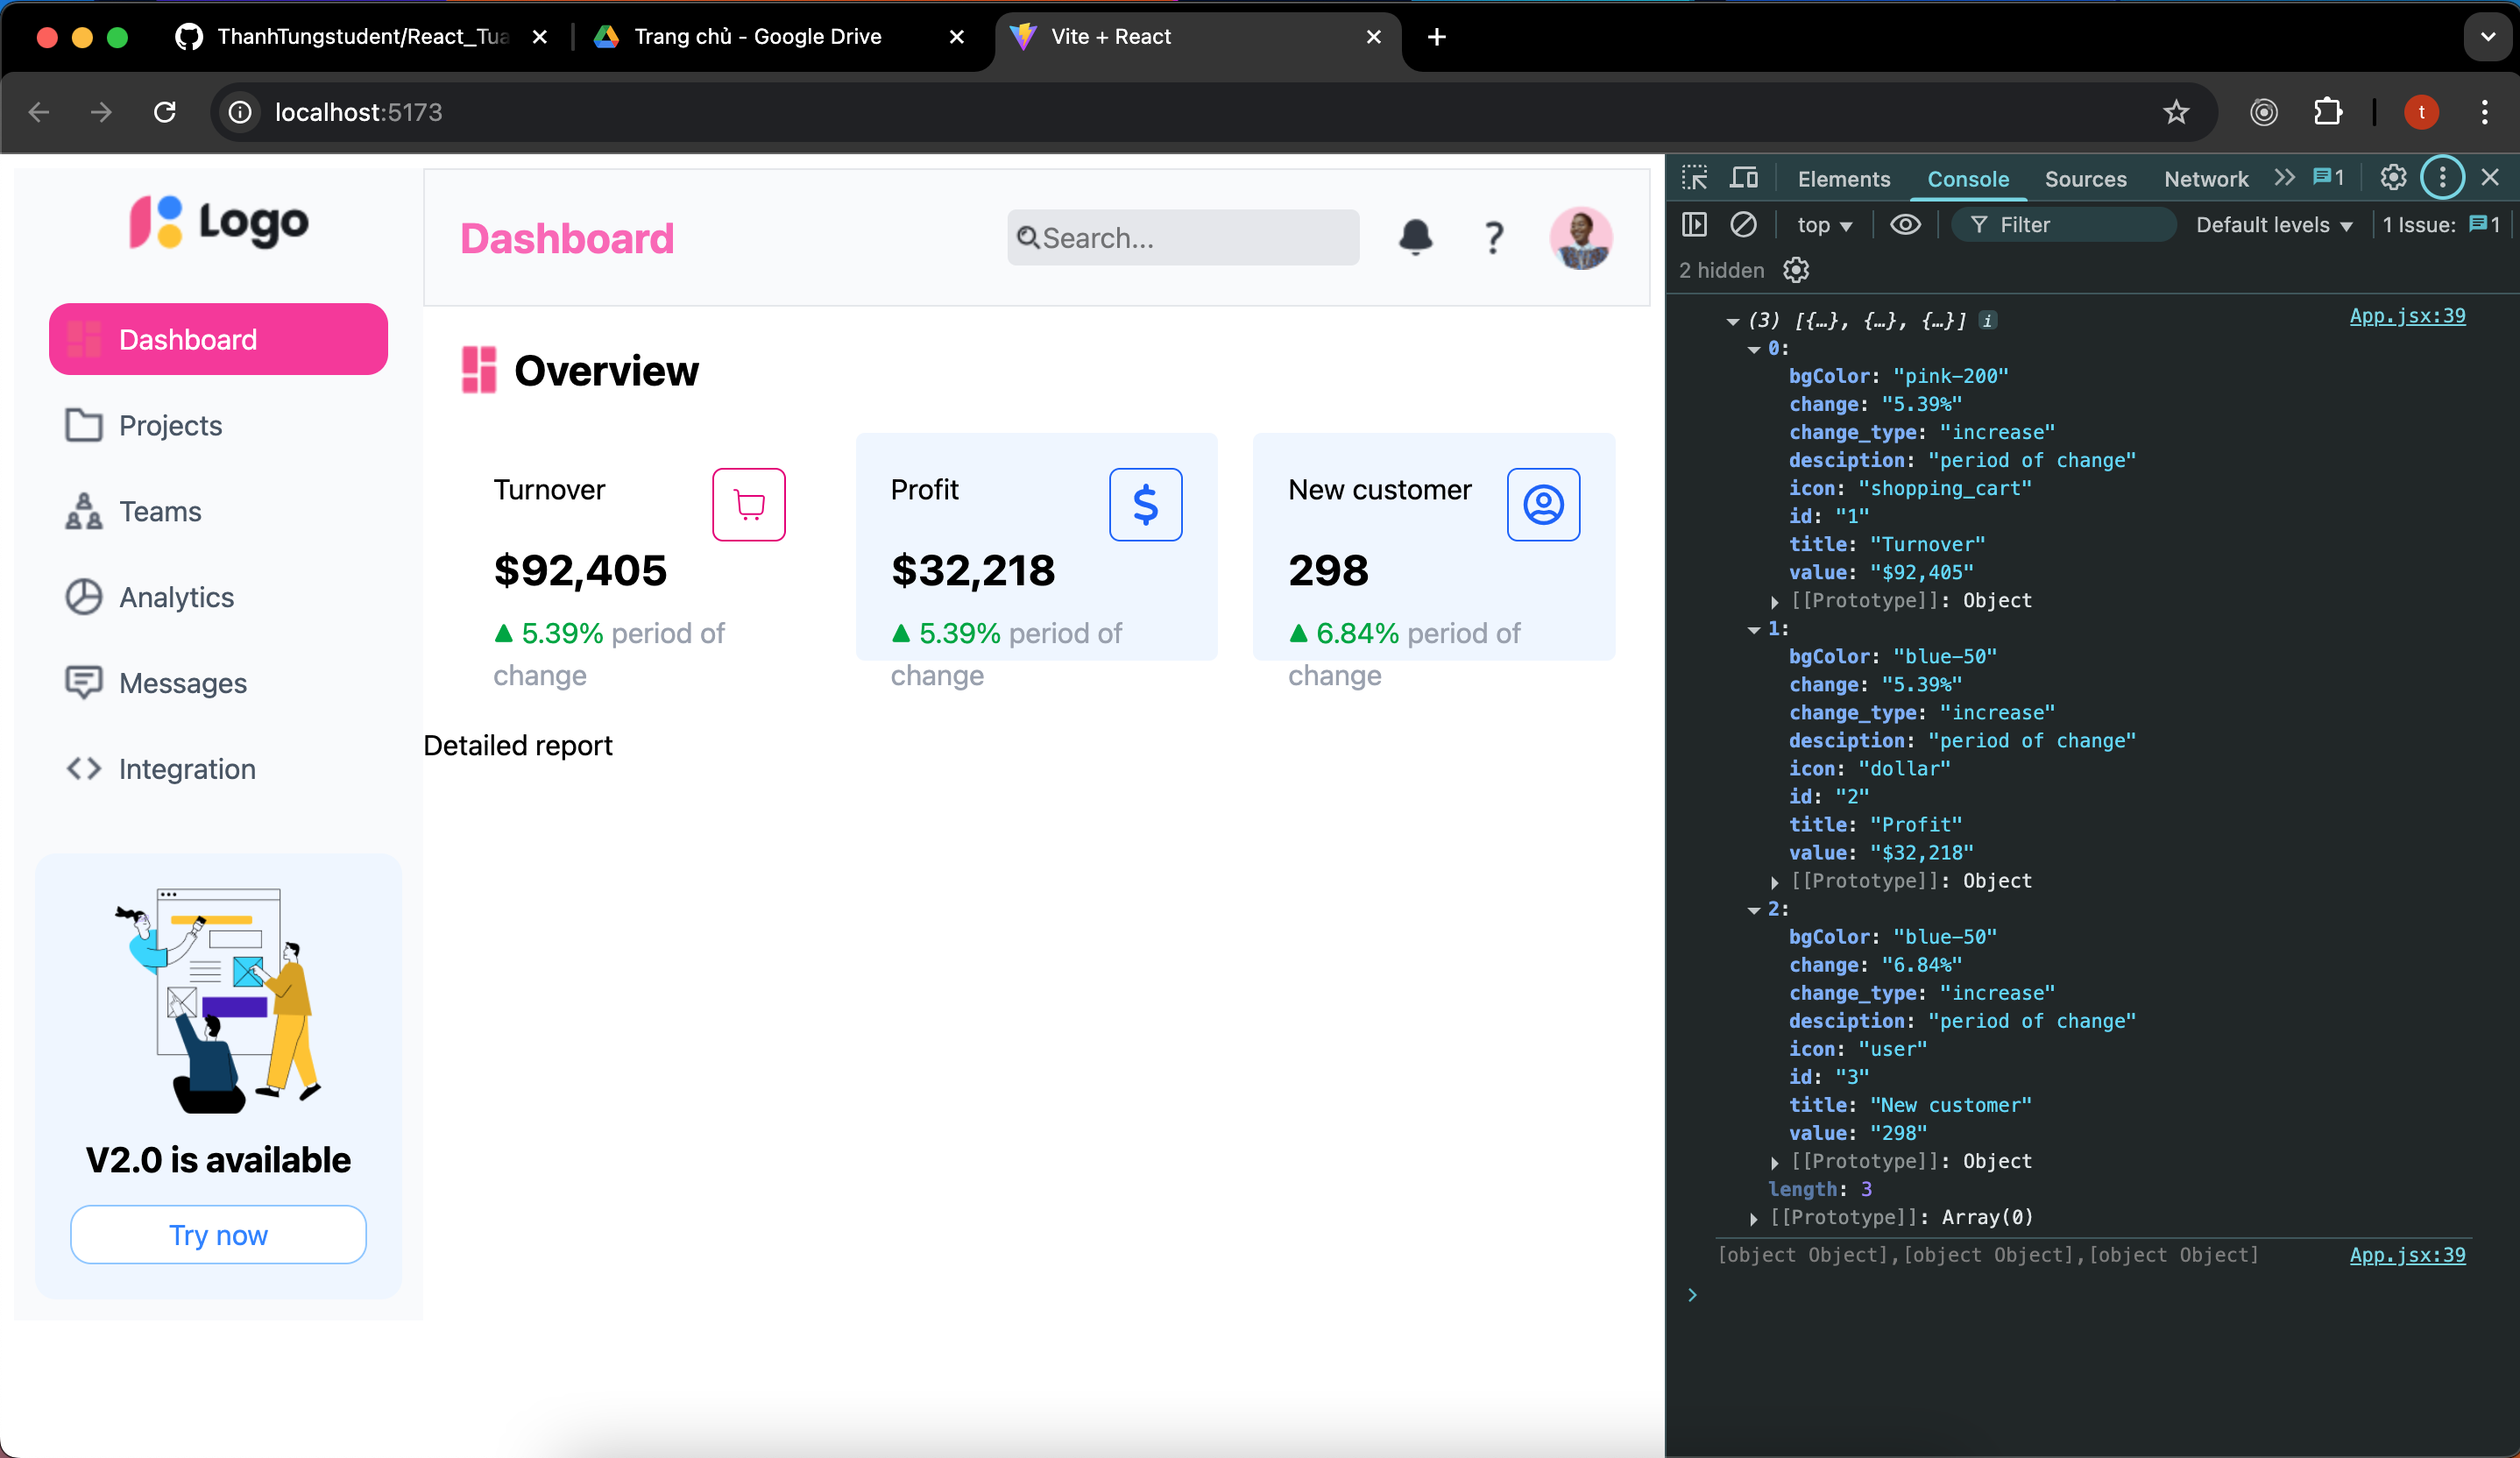 ThanhTungstudent/React_Tua
Trang chủ - Google Drive
Vite + React
localhost:5173
t
Logo
Dashboard
Projects
Teams
Analytics
Messages
Integration
V2.0 is available
Try now
Dashboard
Search...
Overview
Turnover
$92,405
5.39% period of
change
Profit
$32,218
5.39% period of
change
New customer
298
6.84% period of
change
Detailed report
Elements Console Sources Network 1
top Filter Default levels 1 Issue: 1
2 hidden
(3) [{…}, {…}, {…}] i App.jsx:39
0:
bgColor: "pink-200"
change: "5.39%"
change_type: "increase"
desciption: "period of change"
icon: "shopping_cart"
id: "1"
title: "Turnover"
value: "$92,405"
[[Prototype]]: Object
1:
bgColor: "blue-50"
change: "5.39%"
change_type: "increase"
desciption: "period of change"
icon: "dollar"
id: "2"
title: "Profit"
value: "$32,218"
[[Prototype]]: Object
2:
bgColor: "blue-50"
change: "6.84%"
change_type: "increase"
desciption: "period of change"
icon: "user"
id: "3"
title: "New customer"
value: "298"
[[Prototype]]: Object
length: 3
[[Prototype]]: Array(0)
[object Object],[object Object],[object Object] App.jsx:39